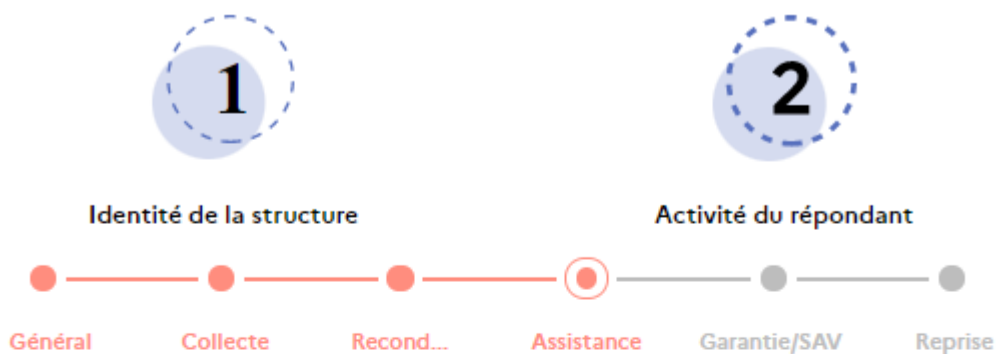 1
2
Identité de la structure
Activité du répondant
Général
Collecte
Recond...
Assistance
Garantie/SAV
Reprise